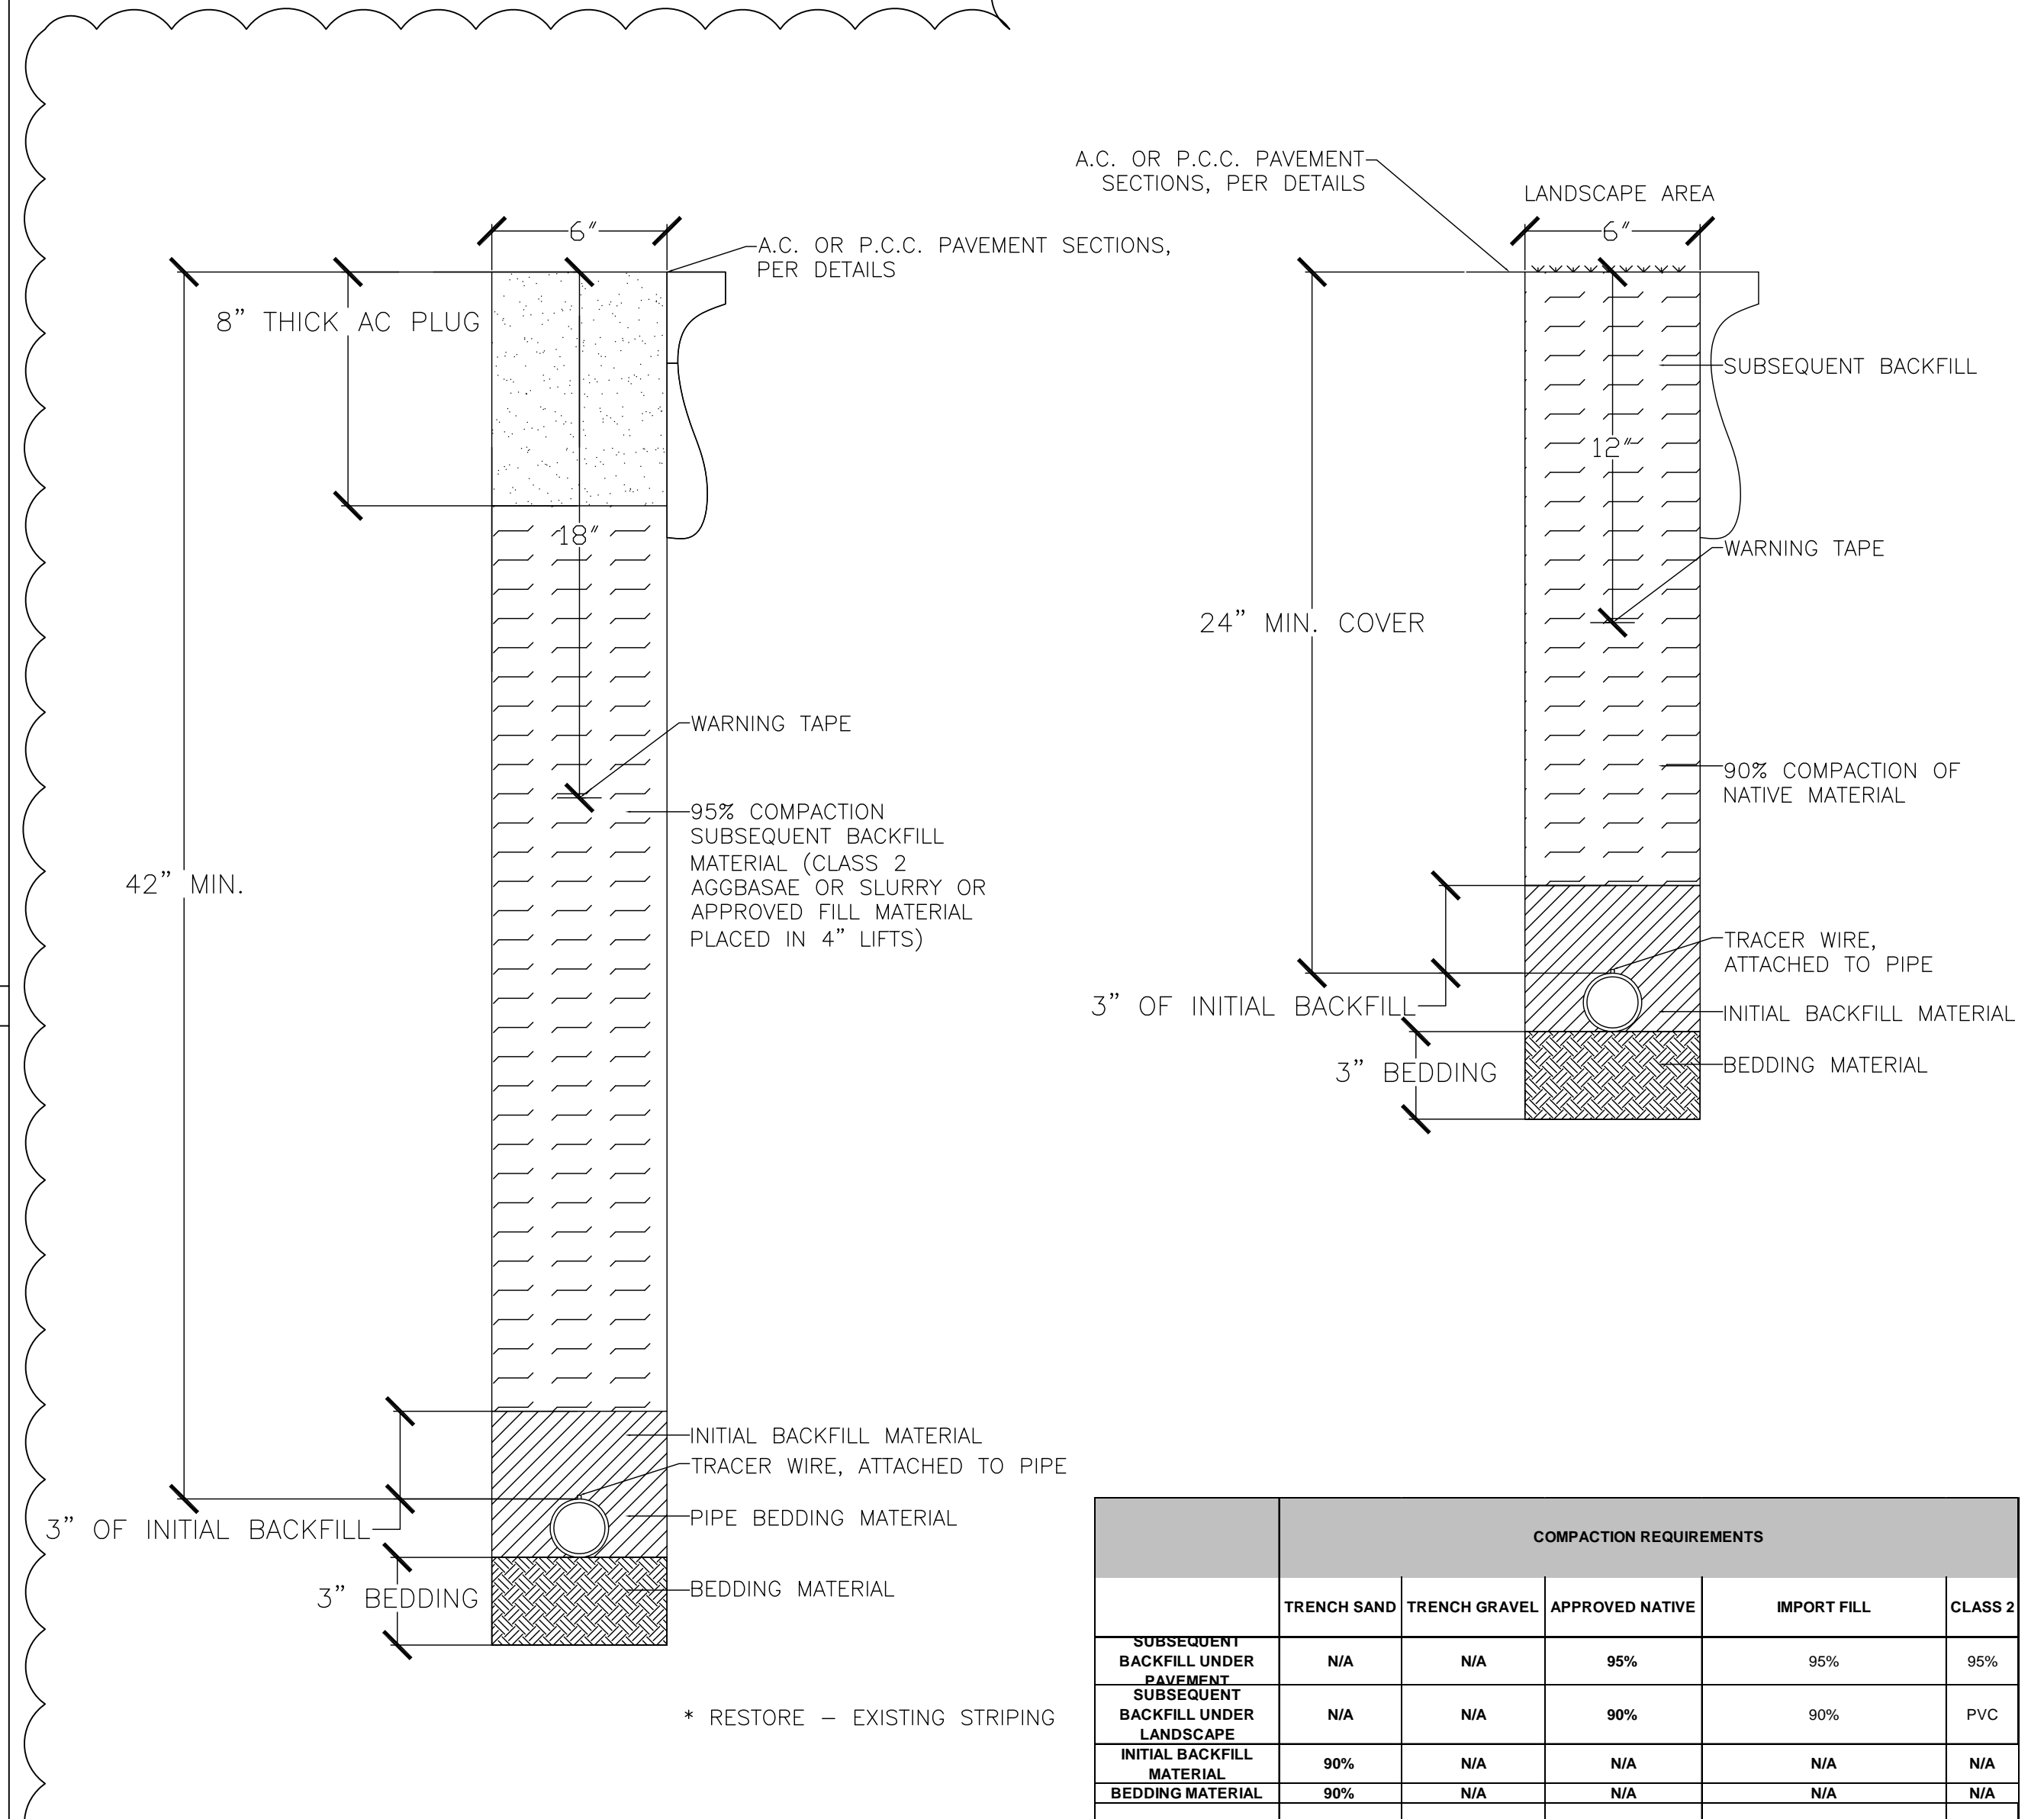 6"
A.C. OR P.C.C. PAVEMENT SECTIONS,
PER DETAILS
8" THICK AC PLUG
18"
WARNING TAPE
95% COMPACTION
SUBSEQUENT BACKFILL
MATERIAL (CLASS 2
AGGBASAE OR SLURRY OR
APPROVED FILL MATERIAL
PLACED IN 4" LIFTS)
42" MIN.
INITIAL BACKFILL MATERIAL
TRACER WIRE, ATTACHED TO PIPE
PIPE BEDDING MATERIAL
3" OF INITIAL BACKFILL
BEDDING MATERIAL
3" BEDDING
* RESTORE – EXISTING STRIPING
A.C. OR P.C.C. PAVEMENT
SECTIONS, PER DETAILS
LANDSCAPE AREA
6"
SUBSEQUENT BACKFILL
12"
WARNING TAPE
24" MIN. COVER
90% COMPACTION OF
NATIVE MATERIAL
TRACER WIRE,
ATTACHED TO PIPE
3" OF INITIAL BACKFILL
INITIAL BACKFILL MATERIAL
3" BEDDING
BEDDING MATERIAL
COMPACTION REQUIREMENTS
TRENCH SAND TRENCH GRAVEL APPROVED NATIVE IMPORT FILL CLASS 2
SUBSEQUENT
BACKFILL UNDER
PAVEMENT
N/A N/A 95% 95% 95%
SUBSEQUENT
BACKFILL UNDER
LANDSCAPE
N/A N/A 90% 90% PVC
INITIAL BACKFILL
MATERIAL
90% N/A N/A N/A N/A
BEDDING MATERIAL 90% N/A N/A N/A N/A